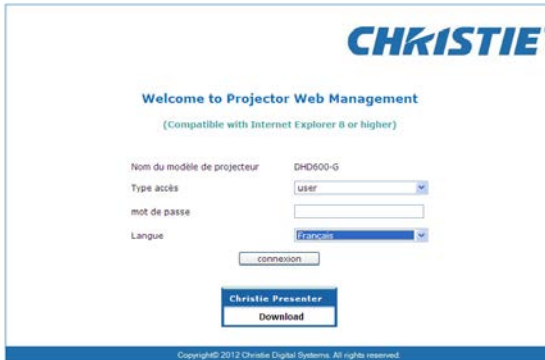 CHRISTIE
Welcome to Projector Web Management
(Compatible with Internet Explorer 8 or higher)
Nom du modèle de projecteur DHD600-G
Type accès user
mot de passe
Langue Français
connexion
Christie Presenter
Download
Copyright© 2012 Christie Digital Systems. All rights reserved.